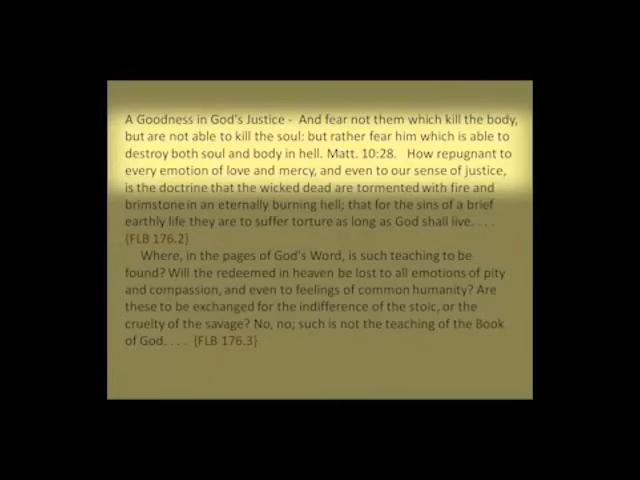 A Goodness in God's Justice - And fear not them which kill the body,
but are not able to kill the soul: but rather fear him which is able to
destroy both soul and body in hell. Matt. 10:28. How repugnant to
every emotion of love and mercy, and even to our sense of justice,
is the doctrine that the wicked dead are tormented with fire and
brimstone in an eternally burning hell; that for the sins of a brief
earthly life they are to suffer torture as long as God shall live. . . .
{FLB 176.2}
Where, in the pages of God's Word, is such teaching to be
found? Will the redeemed in heaven be lost to all emotions of pity
and compassion, and even to feelings of common humanity? Are
these to be exchanged for the indifference of the stoic, or the
cruelty of the savage? No, no; such is not the teaching of the Book
of God. . . . {FLB 176.3}